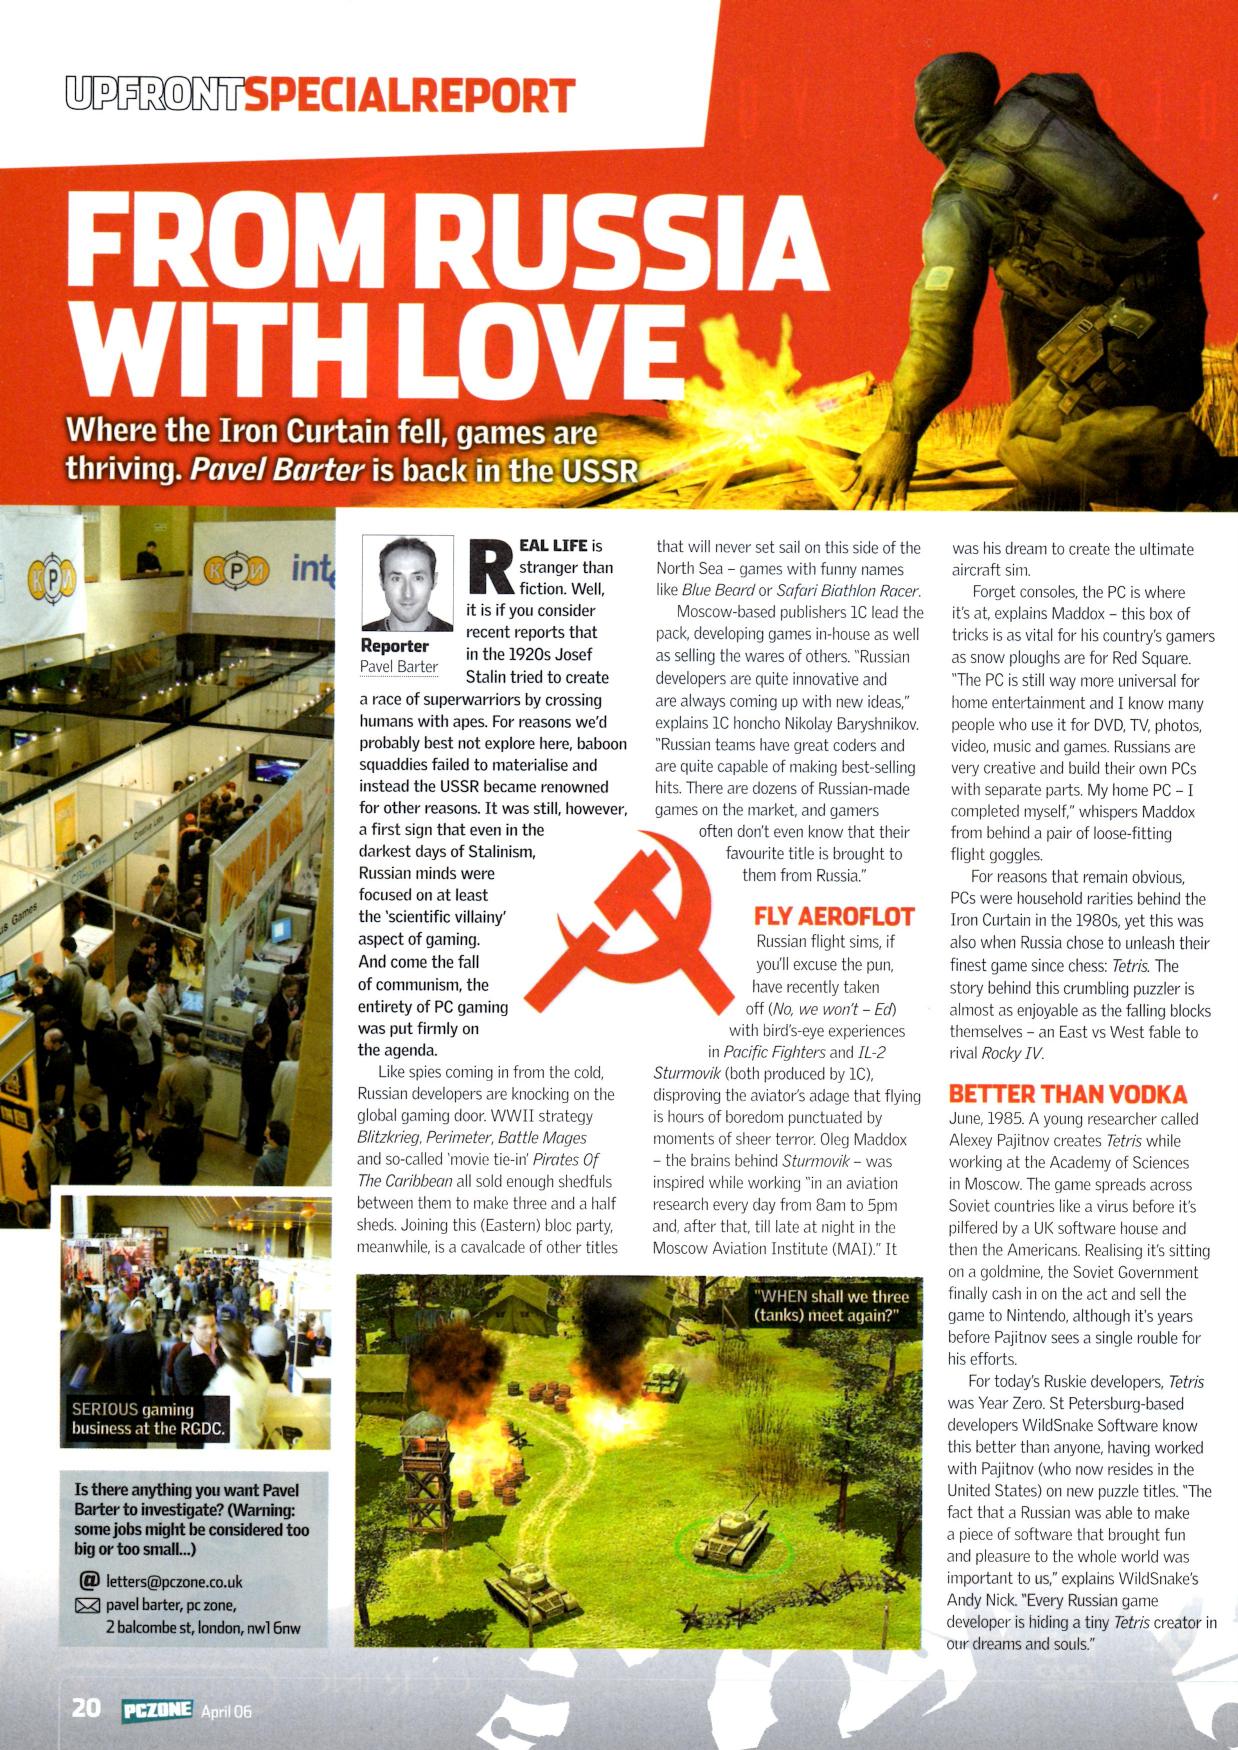 UPFRONTSPECIALREPORT
FROM RUSSIA
WITH LOVE
Where the Iron Curtain fell, games are
thriving. Pavel Barter is back in the USSR
КРИ
КРИ
inte
Creative Labs
CREATIVE
us Games
SERIOUS gaming
business at the RGDC.
Is there anything you want Pavel
Barter to investigate? (Warning:
some jobs might be considered too
big or too small...)
@ letters@pczone.co.uk
pavel barter, pc zone,
2 balcombe st, london, nw1 6nw
Reporter
Pavel Barter
REAL LIFE is
stranger than
fiction. Well,
it is if you consider
recent reports that
in the 1920s Josef
Stalin tried to create
a race of superwarriors by crossing
humans with apes. For reasons we'd
probably best not explore here, baboon
squaddies failed to materialise and
instead the USSR became renowned
for other reasons. It was still, however,
a first sign that even in the
darkest days of Stalinism,
Russian minds were
focused on at least
the 'scientific villainy'
aspect of gaming.
And come the fall
of communism, the
entirety of PC gaming
was put firmly on
the agenda.
Like spies coming in from the cold,
Russian developers are knocking on the
global gaming door. WWII strategy
Blitzkrieg, Perimeter, Battle Mages
and so-called 'movie tie-in' Pirates Of
The Caribbean all sold enough shedfuls
between them to make three and a half
sheds. Joining this (Eastern) bloc party,
meanwhile, is a cavalcade of other titles
that will never set sail on this side of the
North Sea – games with funny names
like Blue Beard or Safari Biathlon Racer.
Moscow-based publishers 1C lead the
pack, developing games in-house as well
as selling the wares of others. "Russian
developers are quite innovative and
are always coming up with new ideas,"
explains 1C honcho Nikolay Baryshnikov.
"Russian teams have great coders and
are quite capable of making best-selling
hits. There are dozens of Russian-made
games on the market, and gamers
often don't even know that their
favourite title is brought to
them from Russia."
FLY AEROFLOT
Russian flight sims, if
you'll excuse the pun,
have recently taken
off (No, we won't – Ed)
with bird's-eye experiences
in Pacific Fighters and IL-2
Sturmovik (both produced by 1C),
disproving the aviator's adage that flying
is hours of boredom punctuated by
moments of sheer terror. Oleg Maddox
– the brains behind Sturmovik – was
inspired while working "in an aviation
research every day from 8am to 5pm
and, after that, till late at night in the
Moscow Aviation Institute (MAI)." It
was his dream to create the ultimate
aircraft sim.
Forget consoles, the PC is where
it's at, explains Maddox – this box of
tricks is as vital for his country's gamers
as snow ploughs are for Red Square.
"The PC is still way more universal for
home entertainment and I know many
people who use it for DVD, TV, photos,
video, music and games. Russians are
very creative and build their own PCs
with separate parts. My home PC – I
completed myself," whispers Maddox
from behind a pair of loose-fitting
flight goggles.
For reasons that remain obvious,
PCs were household rarities behind the
Iron Curtain in the 1980s, yet this was
also when Russia chose to unleash their
finest game since chess: Tetris. The
story behind this crumbling puzzler is
almost as enjoyable as the falling blocks
themselves – an East vs West fable to
rival Rocky IV.
BETTER THAN VODKA
June, 1985. A young researcher called
Alexey Pajitnov creates Tetris while
working at the Academy of Sciences
in Moscow. The game spreads across
Soviet countries like a virus before it's
pilfered by a UK software house and
then the Americans. Realising it's sitting
on a goldmine, the Soviet Government
finally cash in on the act and sell the
game to Nintendo, although it's years
before Pajitnov sees a single rouble for
his efforts.
For today's Ruskie developers, Tetris
was Year Zero. St Petersburg-based
developers WildSnake Software know
this better than anyone, having worked
with Pajitnov (who now resides in the
United States) on new puzzle titles. "The
fact that a Russian was able to make
a piece of software that brought fun
and pleasure to the whole world was
important to us," explains WildSnake's
Andy Nick. "Every Russian game
developer is hiding a tiny Tetris creator in
our dreams and souls."
"WHEN shall we three
(tanks) meet again?"
20 PCZONE April 06